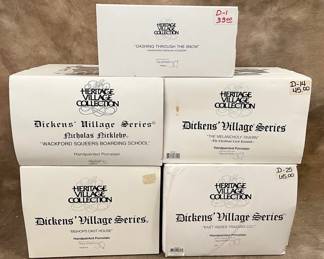 D-1
33.00
HERITAGE
VILLAGE
COLLECTION
"DASHING THROUGH THE SNOW"
HERITAGE
VILLAGE
COLLECTION
Dickens' Village Series®
Nicholas Nickleby,
"WACKFORD SQUEERS BOARDING SCHOOL"
Handpainted Porcelain
D-14
45.00
HERITAGE
VILLAGE
COLLECTION
Dickens' Village Series
"THE MELANCHOLY TAVERN"
Handpainted Porcelain
HERITAGE
VILLAGE
COLLECTION
Dickens' Village Series.
"BISHOPS OAST HOUSE"
Handpainted Porcelain
D-25
45.00
HERITAGE
VILLAGE
COLLECTION
Dickens' Village Series
"EAST INDIES TRADING CO."
Handpainted Porcelain